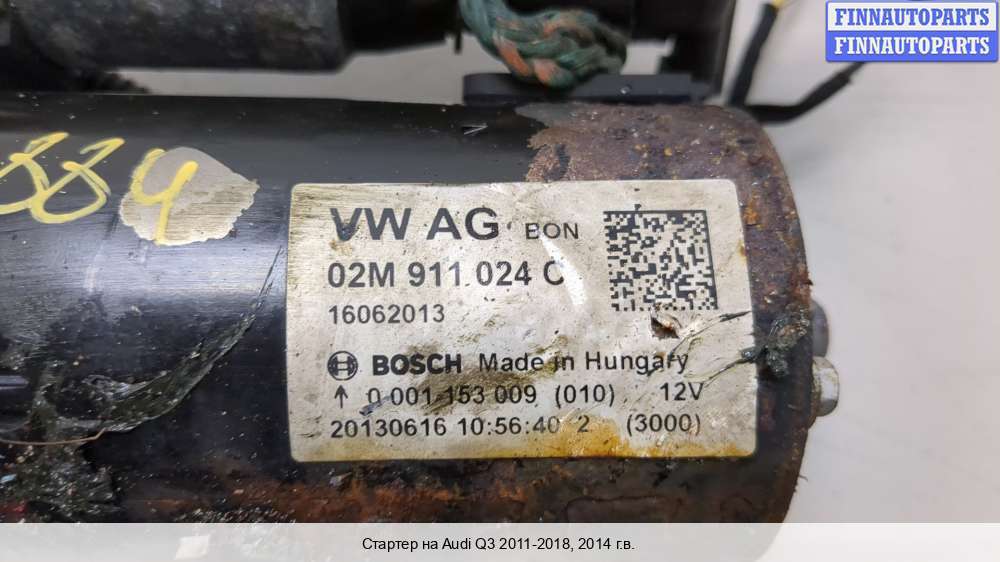 FINNAUTOPARTS
FINNAUTOPARTS
884
VW AG BON
02M 911 024 C
16062013
BOSCH Made in Hungary
↑ 0 001 153 009 (010) 12V
20130616 10:56:40 2 (3000)
Стартер на Audi Q3 2011-2018, 2014 г.в.